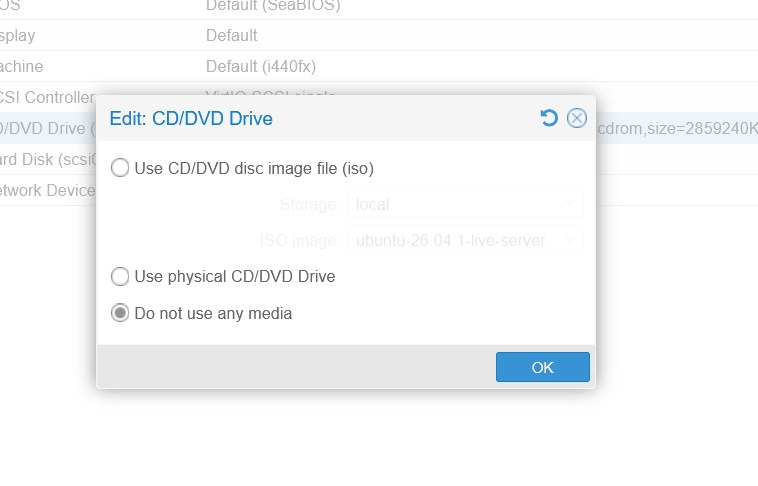 OS Default (SeaBIOS)
splay Default
achine Default (i440fx)
CSI Controller VirtIO SCSI single
Edit: CD/DVD Drive
D/DVD Drive ( cdrom,size=2859240K
Use CD/DVD disc image file (iso)
ard Disk (scsi0
Network Device
Storage: local
ISO image: ubuntu-26.04.1-live-server-
Use physical CD/DVD Drive
Do not use any media
OK